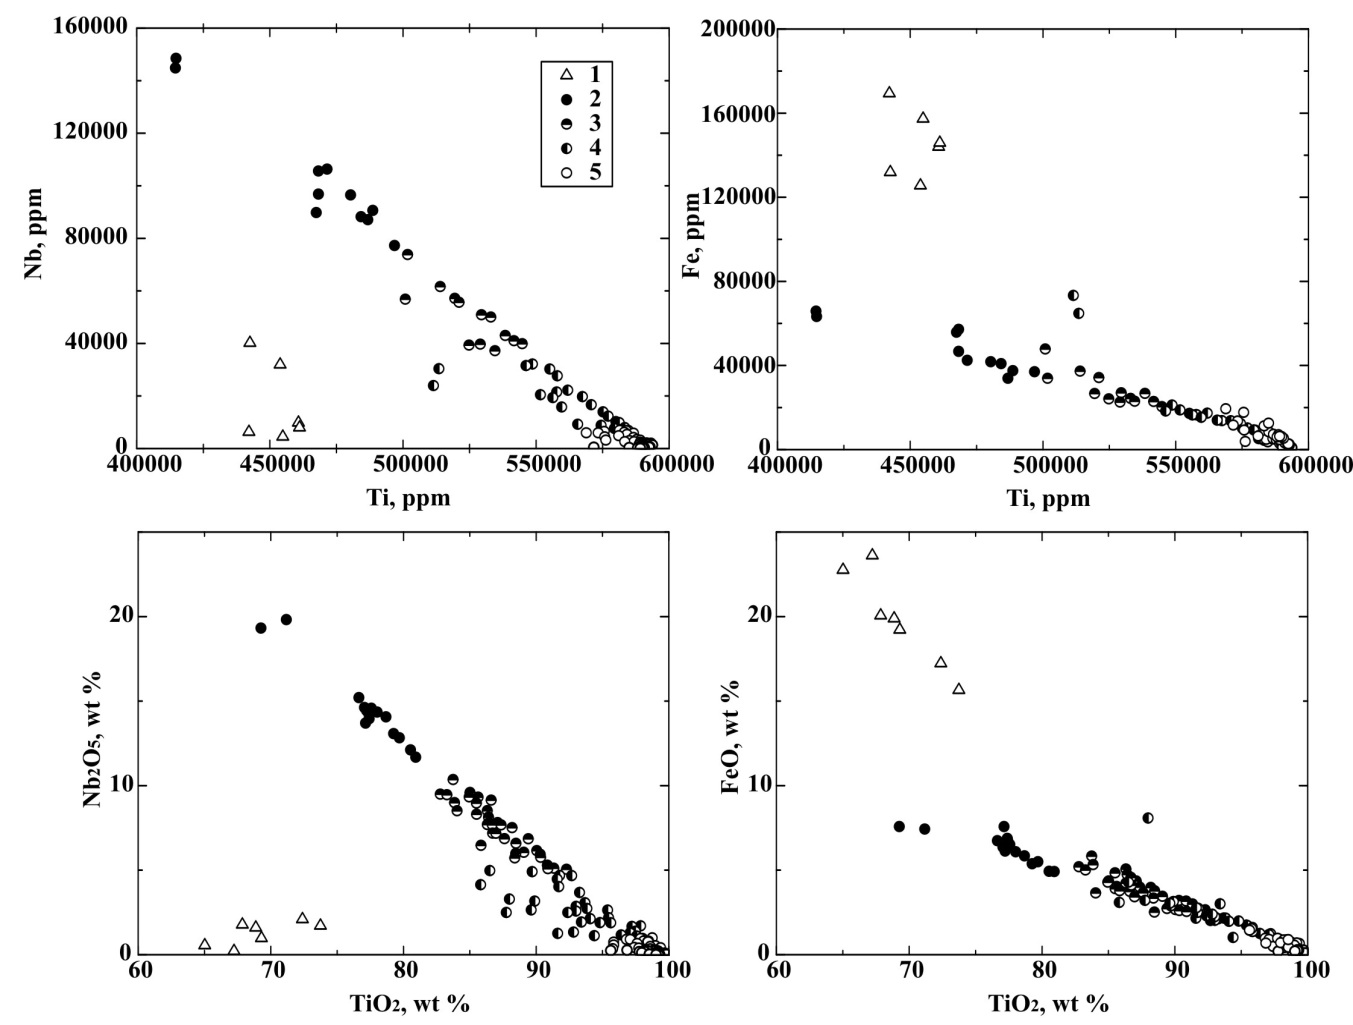 160000
120000
80000
40000
0
Nb, ppm
400000 450000 500000 550000 600000
Ti, ppm
1
2
3
4
5
200000
160000
120000
80000
40000
0
Fe, ppm
400000 450000 500000 550000 600000
Ti, ppm
20
10
0
Nb2O5, wt %
60 70 80 90 100
TiO2, wt %
20
10
0
FeO, wt %
60 70 80 90 100
TiO2, wt %